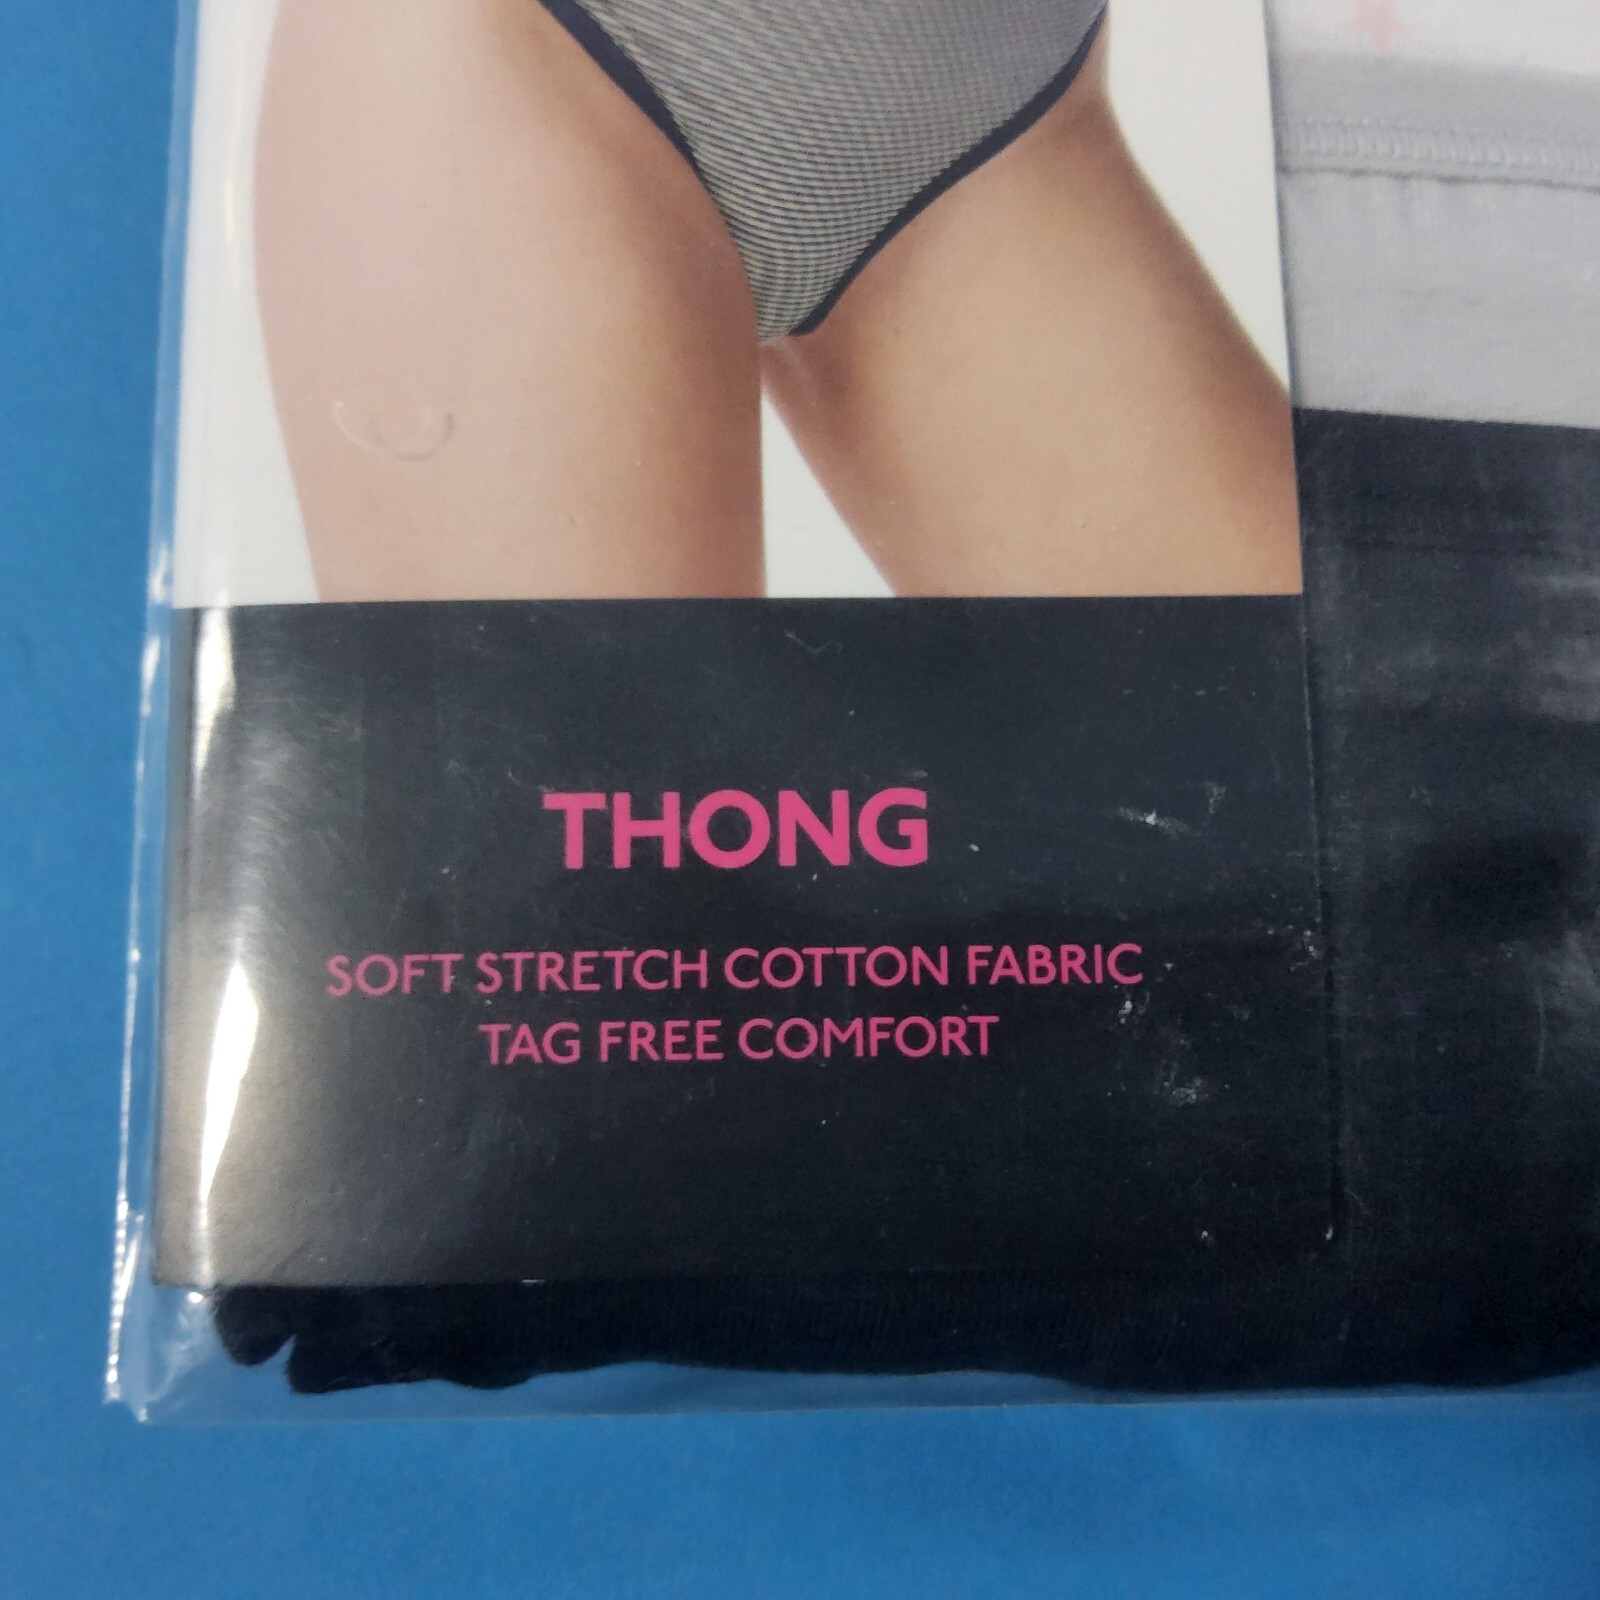 THONG
SOFT STRETCH COTTON FABRIC
TAG FREE COMFORT